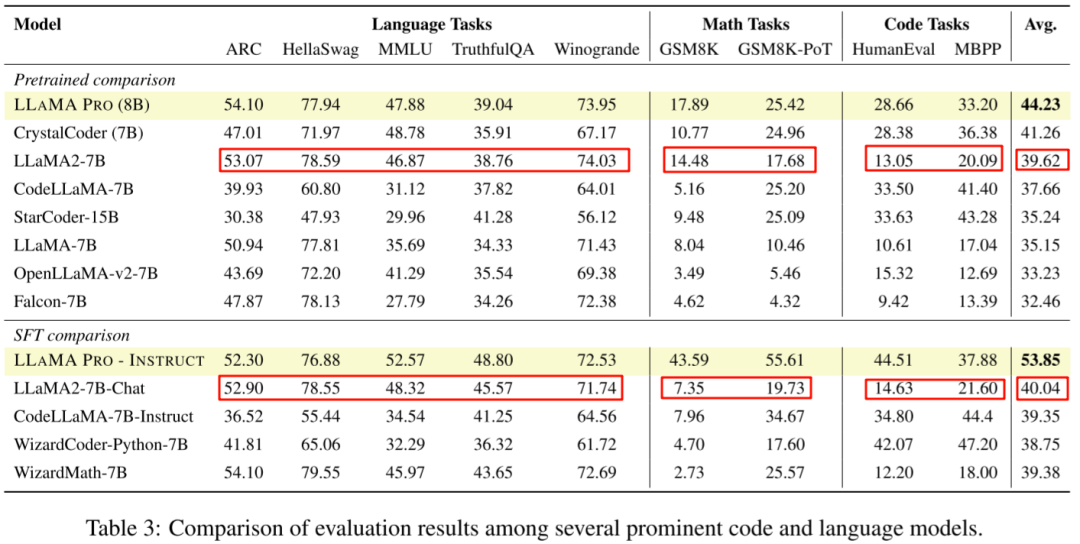 Model Language Tasks Math Tasks Code Tasks Avg.
ARC HellaSwag MMLU TruthfulQA Winogrande GSM8K GSM8K-PoT HumanEval MBPP
Pretrained comparison
LLAMA PRO (8B) 54.10 77.94 47.88 39.04 73.95 17.89 25.42 28.66 33.20 44.23
CrystalCoder (7B) 47.01 71.97 48.78 35.91 67.17 10.77 24.96 28.38 36.38 41.26
LLaMA2-7B 53.07 78.59 46.87 38.76 74.03 14.48 17.68 13.05 20.09 39.62
CodeLLaMA-7B 39.93 60.80 31.12 37.82 64.01 5.16 25.20 33.50 41.40 37.66
StarCoder-15B 30.38 47.93 29.96 41.28 56.12 9.48 25.09 33.63 43.28 35.24
LLaMA-7B 50.94 77.81 35.69 34.33 71.43 8.04 10.46 10.61 17.04 35.15
OpenLLaMA-v2-7B 43.69 72.20 41.29 35.54 69.38 3.49 5.46 15.32 12.69 33.23
Falcon-7B 47.87 78.13 27.79 34.26 72.38 4.62 4.32 9.42 13.39 32.46
SFT comparison
LLAMA PRO - INSTRUCT 52.30 76.88 52.57 48.80 72.53 43.59 55.61 44.51 37.88 53.85
LLaMA2-7B-Chat 52.90 78.55 48.32 45.57 71.74 7.35 19.73 14.63 21.60 40.04
CodeLLaMA-7B-Instruct 36.52 55.44 34.54 41.25 64.56 7.96 34.67 34.80 44.4 39.35
WizardCoder-Python-7B 41.81 65.06 32.29 36.32 61.72 4.70 17.60 42.07 47.20 38.75
WizardMath-7B 54.10 79.55 45.97 43.65 72.69 2.73 25.57 12.20 18.00 39.38
Table 3: Comparison of evaluation results among several prominent code and language models.